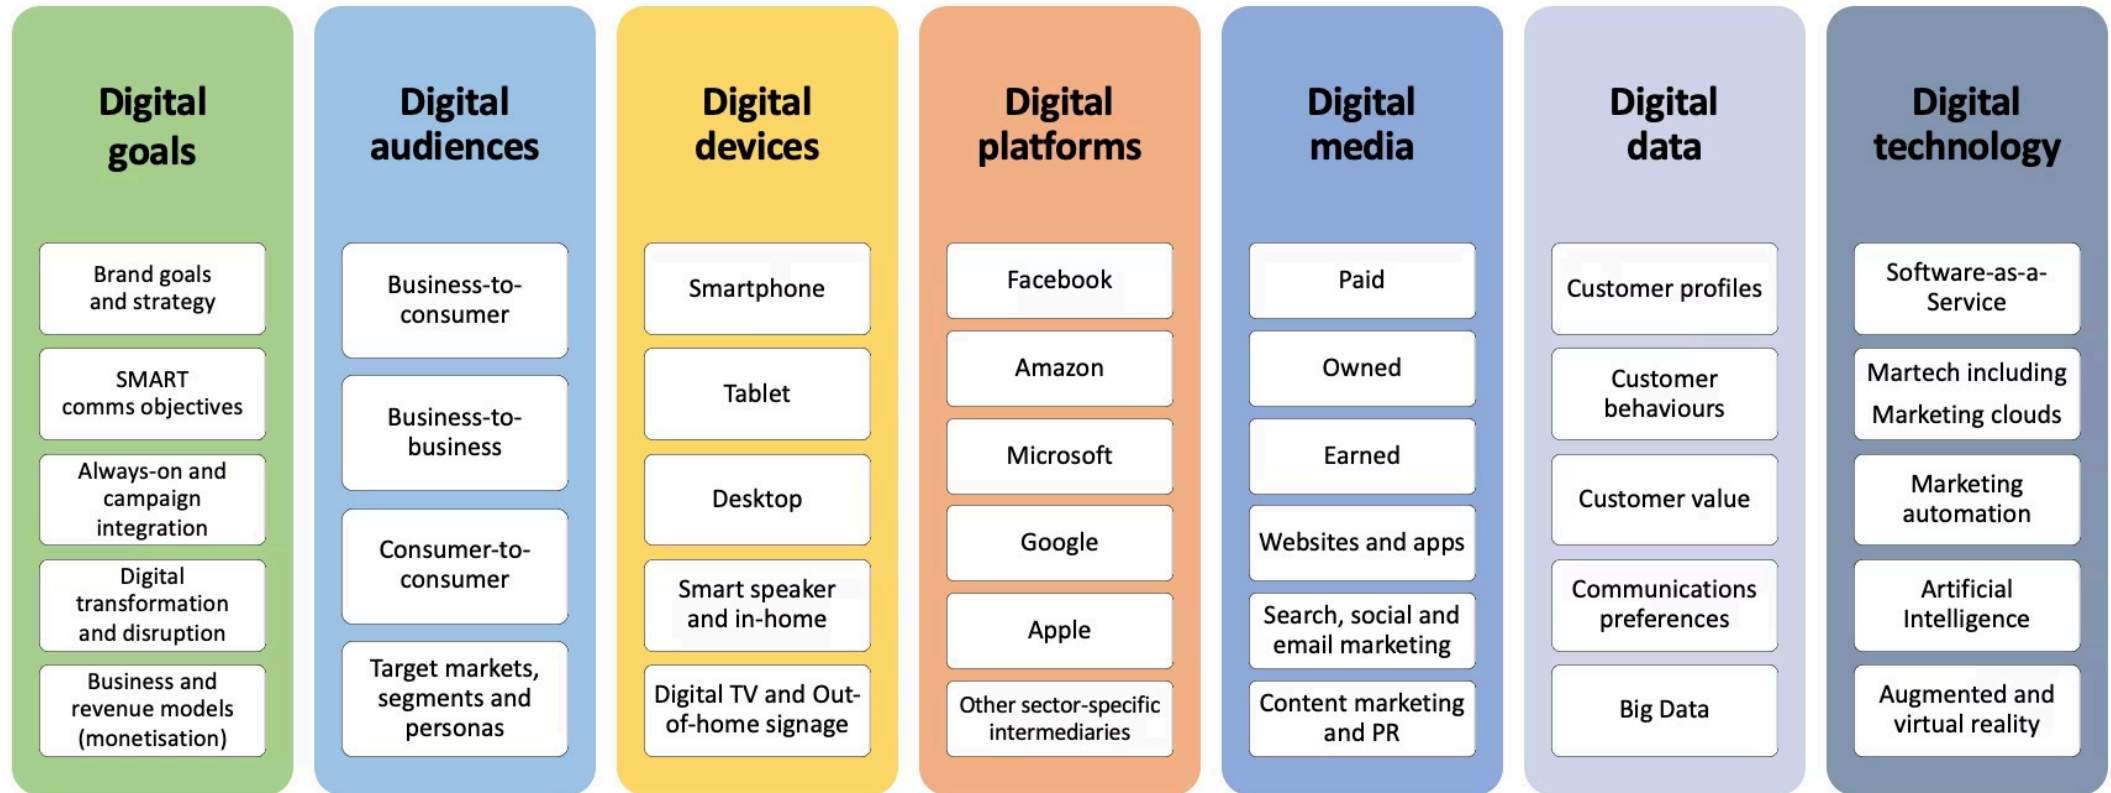 Digital
goals
Brand goals
and strategy
SMART
comms objectives
Always-on and
campaign
integration
Digital
transformation
and disruption
Business and
revenue models
(monetisation)
Digital
audiences
Business-to-
consumer
Business-to-
business
Consumer-to-
consumer
Target markets,
segments and
personas
Digital
devices
Smartphone
Tablet
Desktop
Smart speaker
and in-home
Digital TV and Out-
of-home signage
Digital
platforms
Facebook
Amazon
Microsoft
Google
Apple
Other sector-specific
intermediaries
Digital
media
Paid
Owned
Earned
Websites and apps
Search, social and
email marketing
Content marketing
and PR
Digital
data
Customer profiles
Customer
behaviours
Customer value
Communications
preferences
Big Data
Digital
technology
Software-as-a-
Service
Martech including
Marketing clouds
Marketing
automation
Artificial
Intelligence
Augmented and
virtual reality